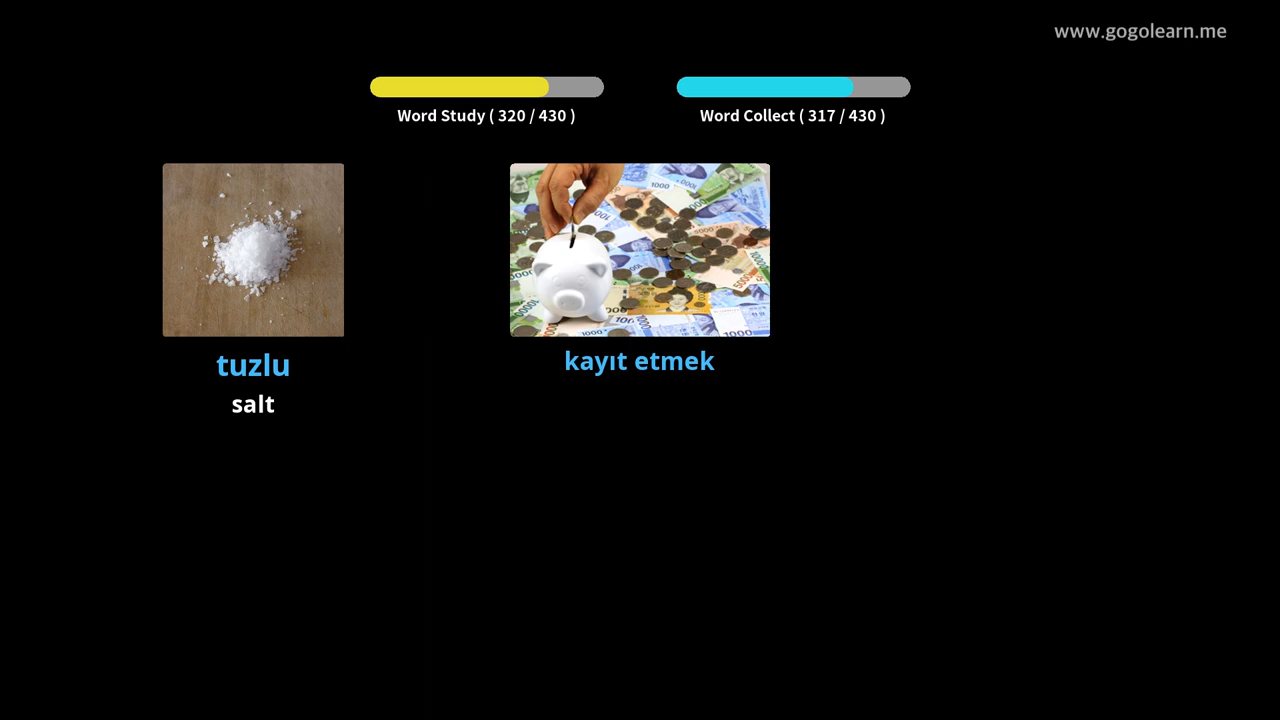 www.gogolearn.me
Word Study ( 320 / 430 )
Word Collect ( 317 / 430 )
tuzlu
salt
kayıt etmek